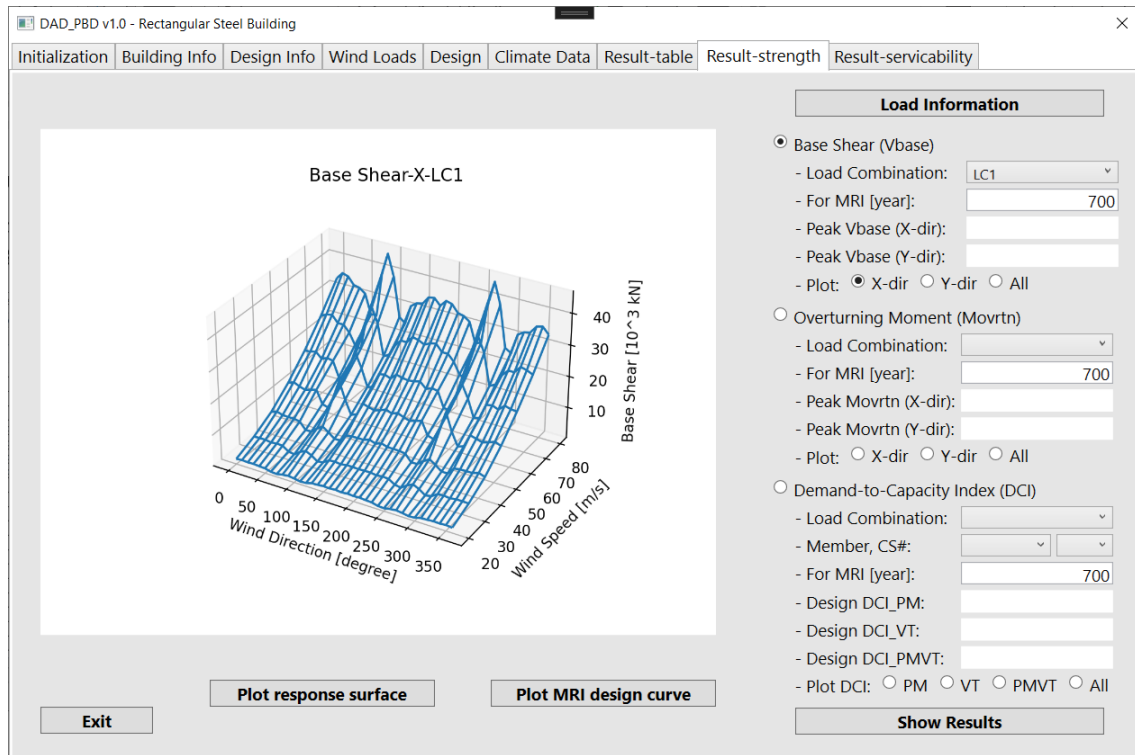 DAD_PBD v1.0 - Rectangular Steel Building
Initialization Building Info Design Info Wind Loads Design Climate Data Result-table Result-strength Result-servicability
Load Information
Base Shear-X-LC1
Base Shear [10^3 kN]
40
30
20
10
Wind Speed [m/s]
80
70
60
50
40
30
20
Wind Direction [degree]
0
50
100
150
200
250
300
350
Base Shear (Vbase)
- Load Combination: LC1
- For MRI [year]: 700
- Peak Vbase (X-dir):
- Peak Vbase (Y-dir):
- Plot: X-dir Y-dir All
Overturning Moment (Movrtn)
- Load Combination:
- For MRI [year]: 700
- Peak Movrtn (X-dir):
- Peak Movrtn (Y-dir):
- Plot: X-dir Y-dir All
Demand-to-Capacity Index (DCI)
- Load Combination:
- Member, CS#:
- For MRI [year]: 700
- Design DCI_PM:
- Design DCI_VT:
- Design DCI_PMVT:
- Plot DCI: PM VT PMVT All
Plot response surface
Plot MRI design curve
Exit
Show Results